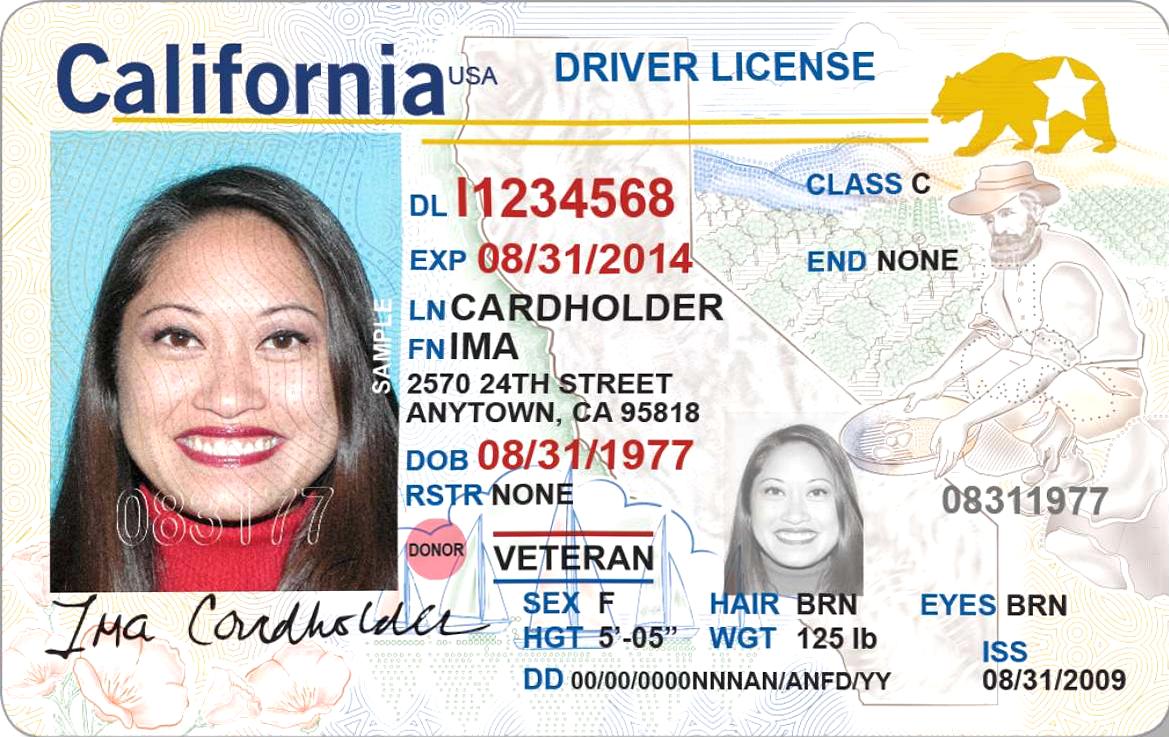 California USA DRIVER LICENSE
DL I1234568
CLASS C
EXP 08/31/2014
END NONE
LN CARDHOLDER
FN IMA
2570 24TH STREET
ANYTOWN, CA 95818
DOB 08/31/1977
RSTR NONE
08311977
SAMPLE
083177
DONOR
VETERAN
Ima Cardholder
SEX F HAIR BRN EYES BRN
HGT 5'-05" WGT 125 lb
ISS
DD 00/00/0000NNNAN/ANFD/YY 08/31/2009